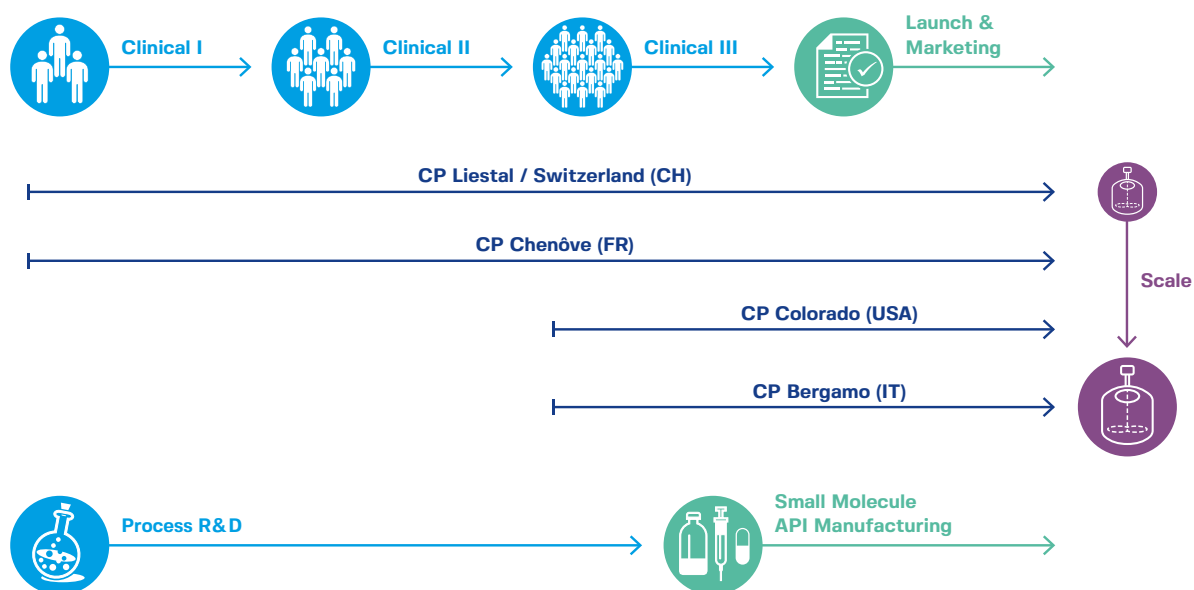 Clinical I
Clinical II
Clinical III
Launch &
Marketing
CP Liestal / Switzerland (CH)
CP Chenôve (FR)
Scale
CP Colorado (USA)
CP Bergamo (IT)
Process R&D
Small Molecule
API Manufacturing